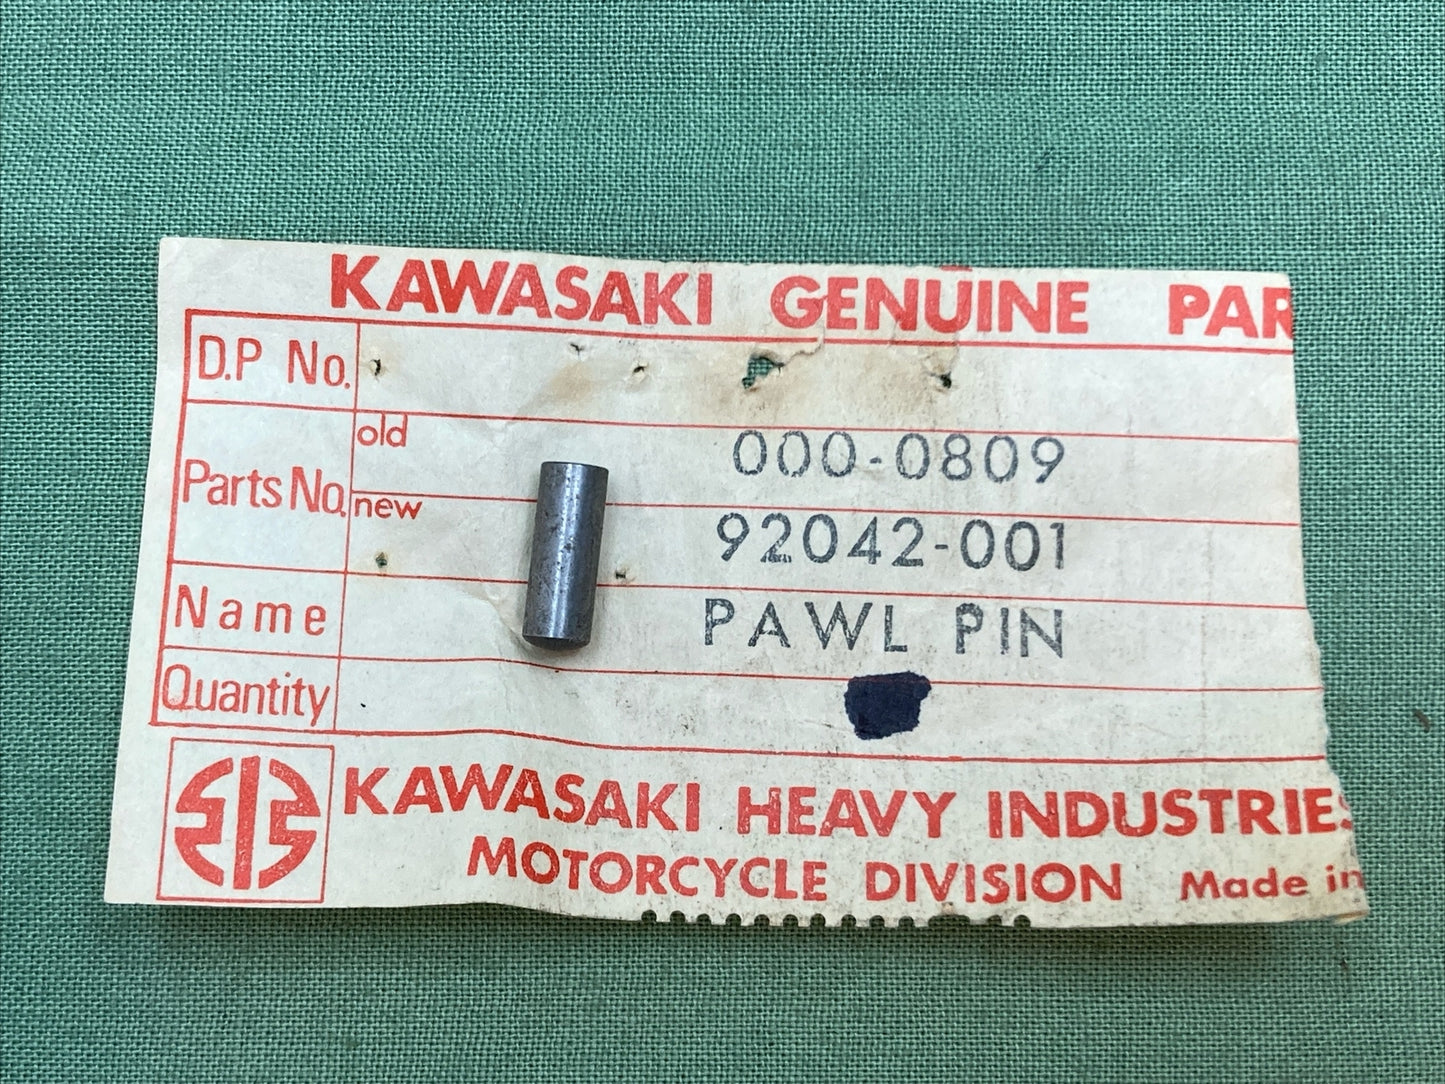 KAWASAKI GENUINE PAR
D.P No.
Parts No. old 000-0809
new 92042-001
Name PAWL PIN
Quantity
KAWASAKI HEAVY INDUSTRIES
MOTORCYCLE DIVISION Made in